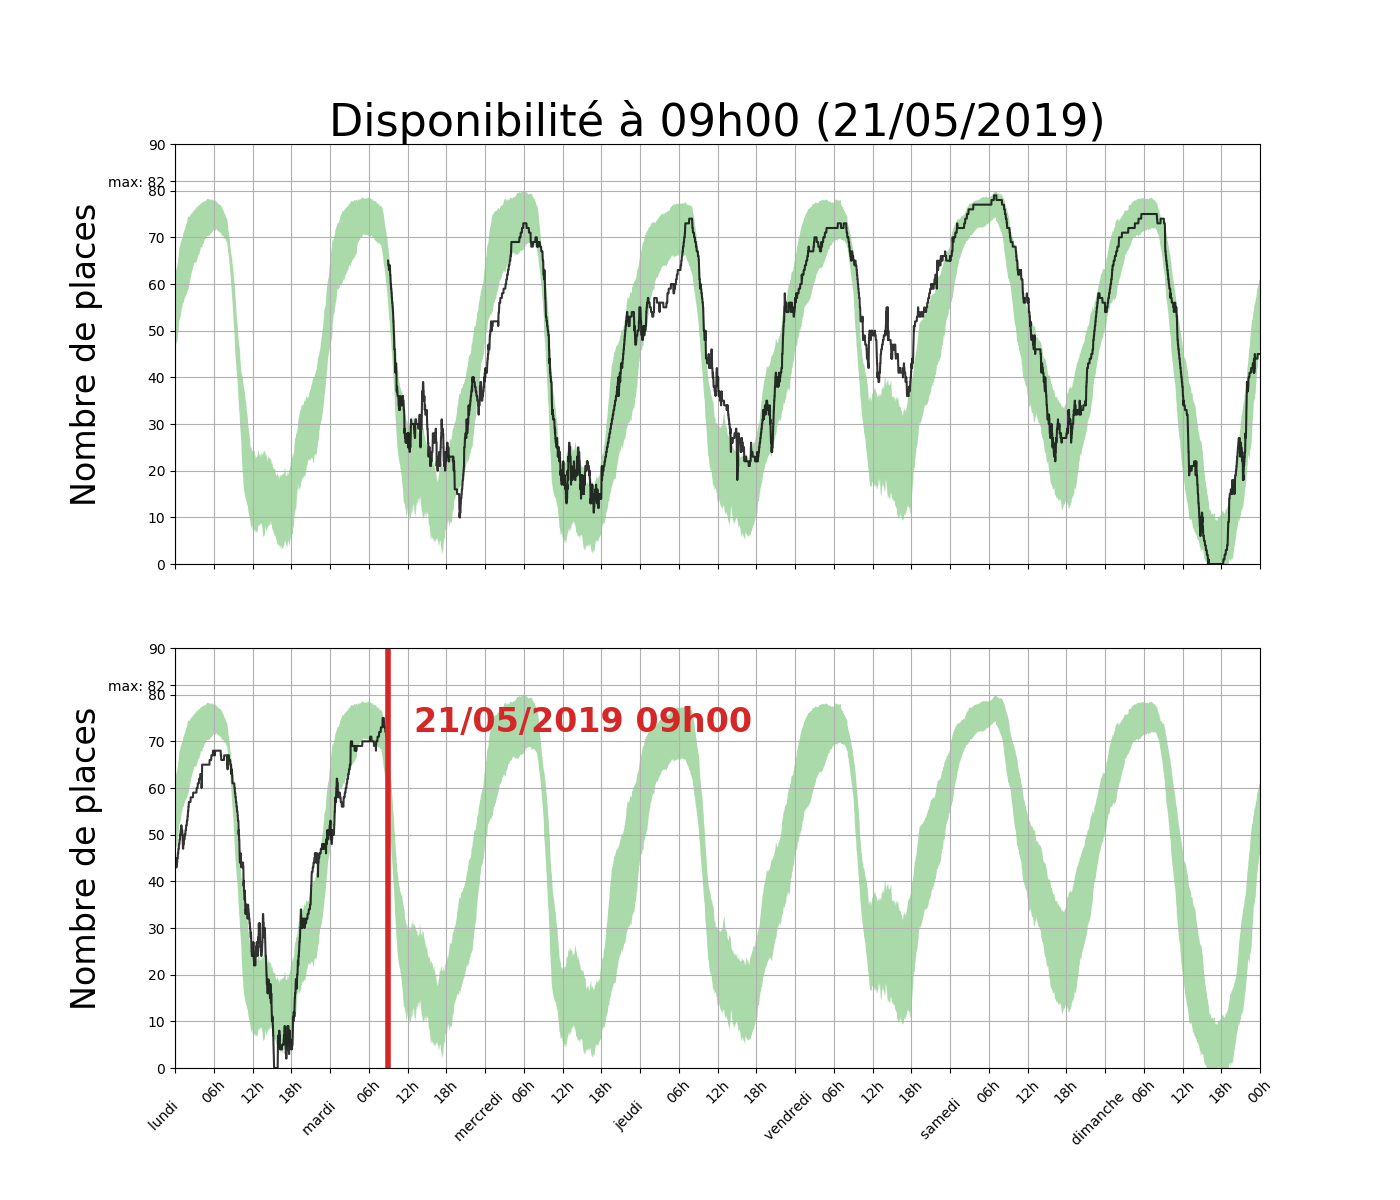 Disponibilité à 09h00 (21/05/2019)
Nombre de places
90
max: 82
80
70
60
50
40
30
20
10
0
Nombre de places
90
max: 82
80
70
60
50
40
30
20
10
0
21/05/2019 09h00
lundi 06h 12h 18h mardi 06h 12h 18h mercredi 06h 12h 18h jeudi 06h 12h 18h vendredi 06h 12h 18h samedi 06h 12h 18h dimanche 06h 12h 18h 00h